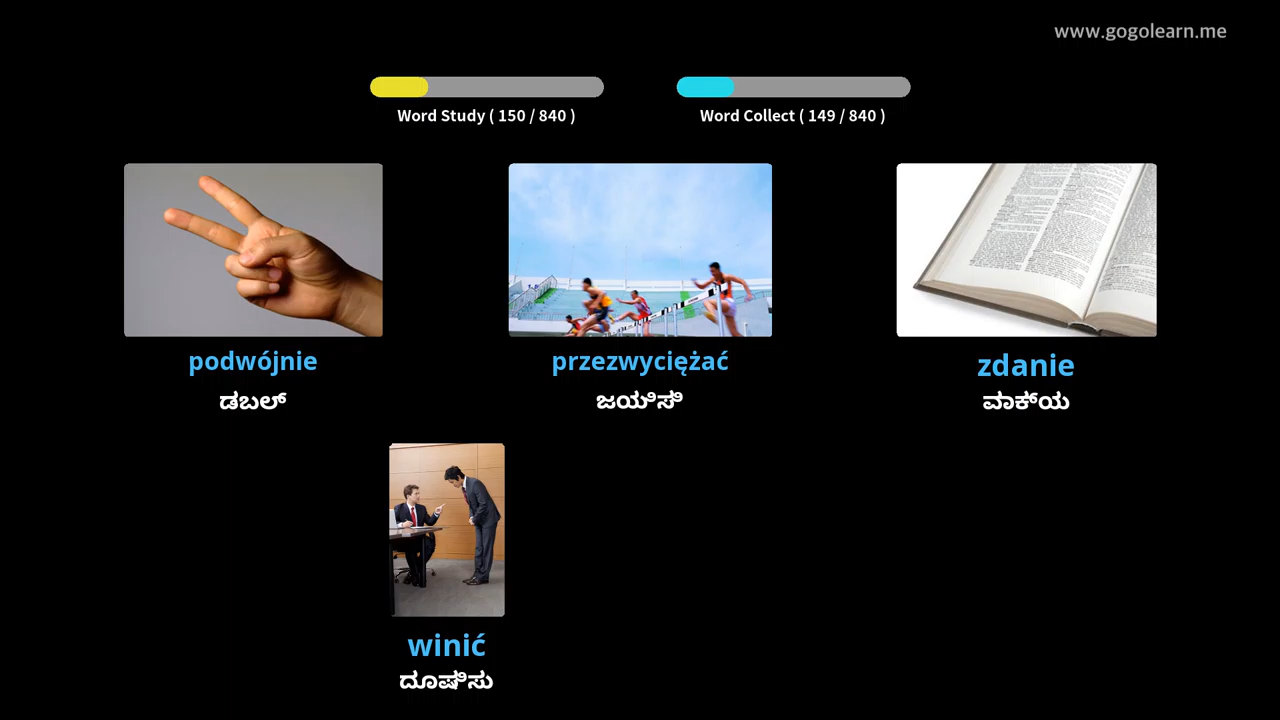 www.gogolearn.me
Word Study ( 150 / 840 )
Word Collect ( 149 / 840 )
podwójnie
przezwyciężać
zdanie
ಡಬಲ್
ಜಯಿಸಿ
ವಾಕ್ಯ
winić
ದೂಷಿಸು